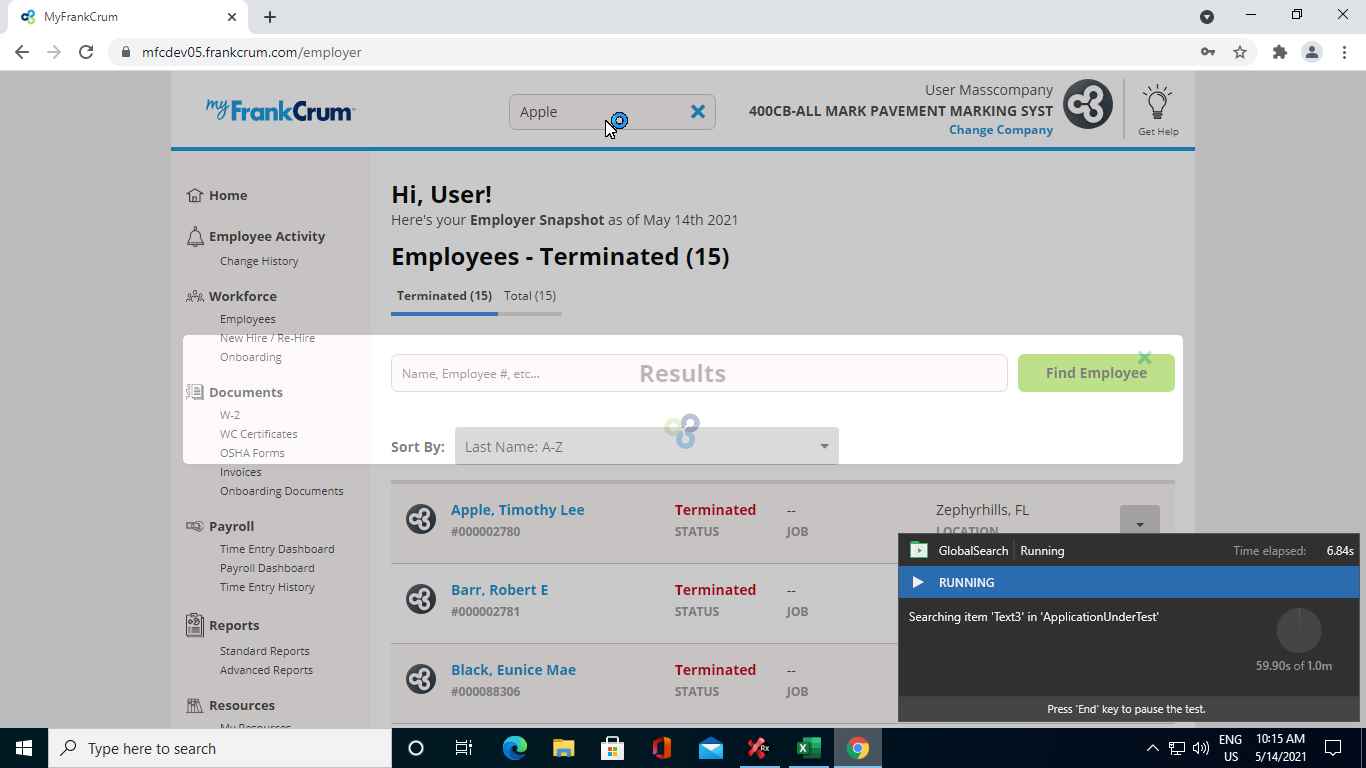 MyFrankCrum
mfcdev05.frankcrum.com/employer
myFrankCrum
Apple
User Masscompany
400CB-ALL MARK PAVEMENT MARKING SYST
Change Company
Get Help
Home
Employee Activity
Change History
Workforce
Employees
New Hire / Re-Hire
Onboarding
Documents
W-2
WC Certificates
OSHA Forms
Invoices
Onboarding Documents
Payroll
Time Entry Dashboard
Payroll Dashboard
Time Entry History
Reports
Standard Reports
Advanced Reports
Resources
My Resources
Hi, User!
Here's your Employer Snapshot as of May 14th 2021
Employees - Terminated (15)
Terminated (15) Total (15)
Name, Employee #, etc...
Results
Find Employee
Sort By: Last Name: A-Z
Apple, Timothy Lee Terminated -- Zephyrhills, FL
#000002780 STATUS JOB LOCATION
Barr, Robert E Terminated --
#000002781 STATUS JOB
Black, Eunice Mae Terminated --
#000088306 STATUS JOB
GlobalSearch Running Time elapsed: 6.84s
RUNNING
Searching item 'Text3' in 'ApplicationUnderTest'
59.90s of 1.0m
Press 'End' key to pause the test.
Type here to search
Rx
ENG
US
10:15 AM
5/14/2021